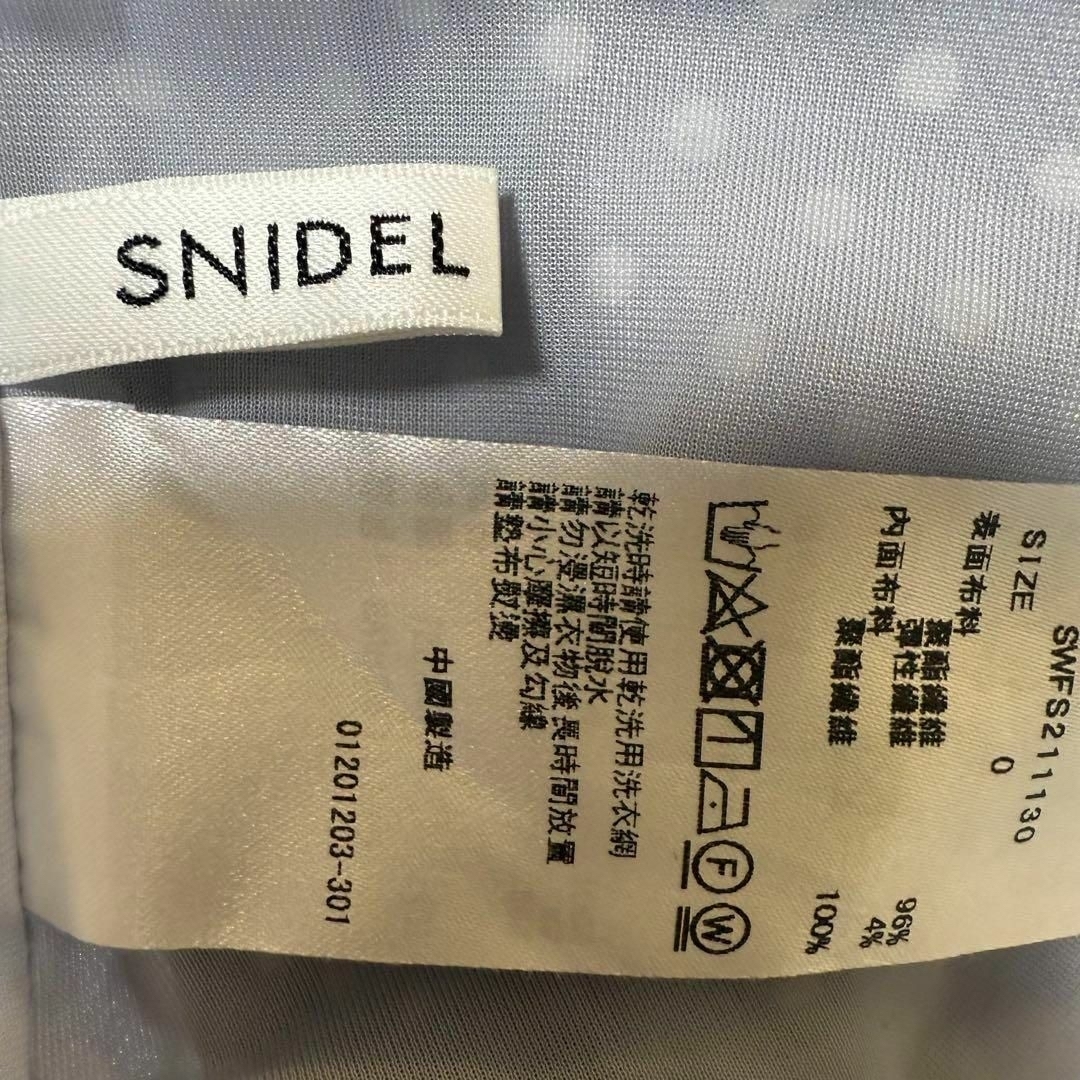 SNIDEL
SWFS211130
SIZE 0
表面布料 聚酯纖維 96%
彈性纖維 4%
內面布料 聚酯纖維 100%
F
W
乾洗時請使用乾洗用洗衣網
請以短時間脫水
請勿浸濕衣物後長時間放置
請小心摩擦及勾線
請墊布熨燙
中國製造
01201203-301